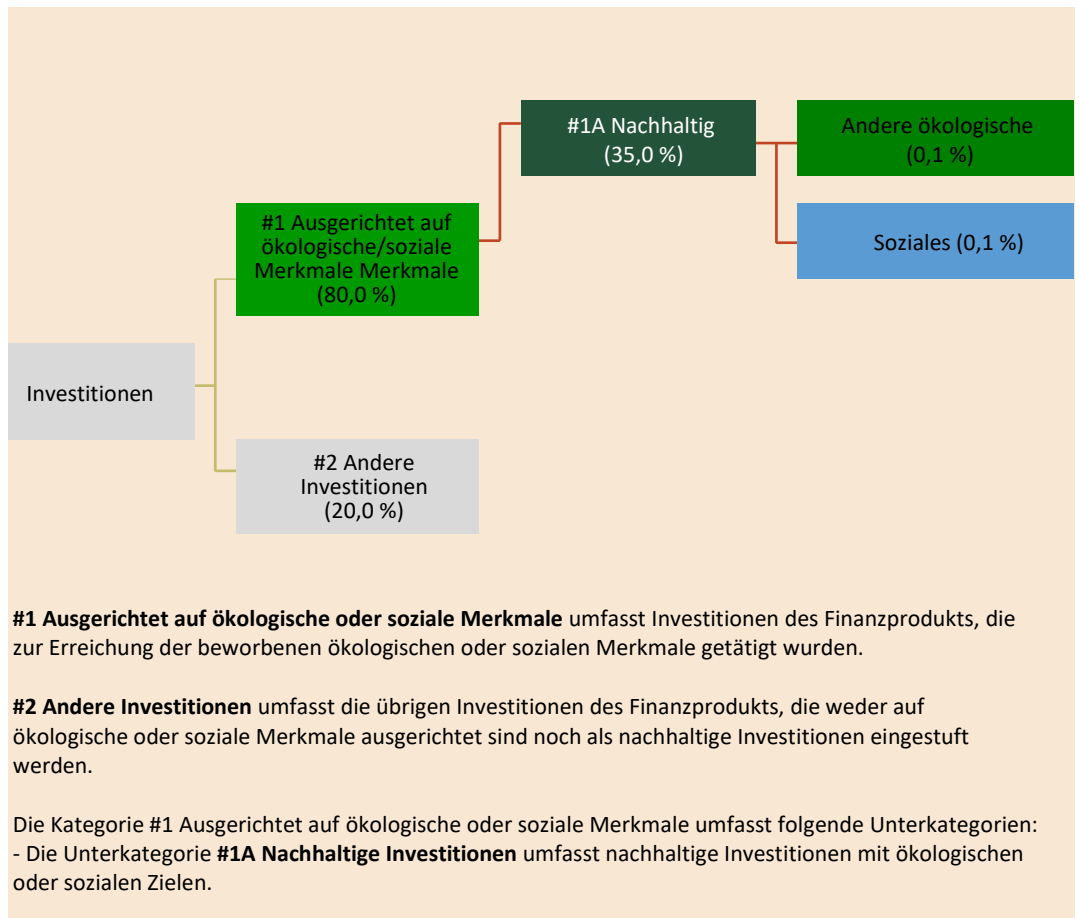 #1A Nachhaltig
(35,0 %)
Andere ökologische
(0,1 %)
#1 Ausgerichtet auf
ökologische/soziale
Merkmale Merkmale
(80,0 %)
Soziales (0,1 %)
Investitionen
#2 Andere
Investitionen
(20,0 %)
#1 Ausgerichtet auf ökologische oder soziale Merkmale umfasst Investitionen des Finanzprodukts, die
zur Erreichung der beworbenen ökologischen oder sozialen Merkmale getätigt wurden.
#2 Andere Investitionen umfasst die übrigen Investitionen des Finanzprodukts, die weder auf
ökologische oder soziale Merkmale ausgerichtet sind noch als nachhaltige Investitionen eingestuft
werden.
Die Kategorie #1 Ausgerichtet auf ökologische oder soziale Merkmale umfasst folgende Unterkategorien:
- Die Unterkategorie #1A Nachhaltige Investitionen umfasst nachhaltige Investitionen mit ökologischen
oder sozialen Zielen.